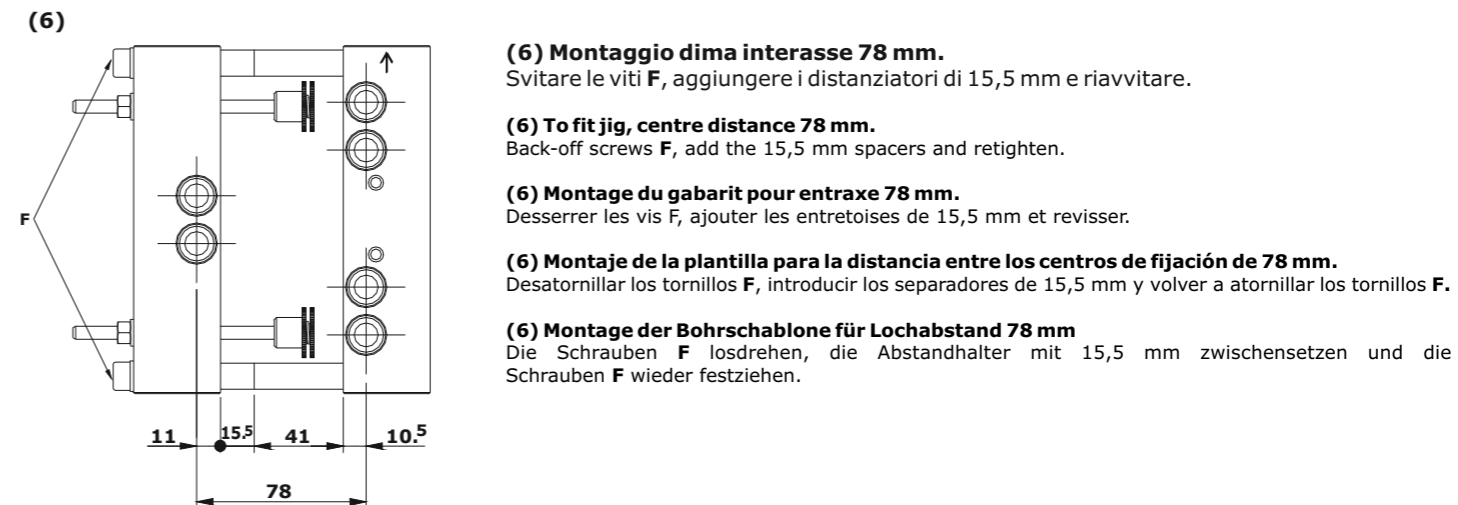 (6)
F
11 15.5 41 10.5
78
(6) Montaggio dima interasse 78 mm.
Svitare le viti F, aggiungere i distanziatori di 15,5 mm e riavvitare.
(6) To fit jig, centre distance 78 mm.
Back-off screws F, add the 15,5 mm spacers and retighten.
(6) Montage du gabarit pour entraxe 78 mm.
Desserrer les vis F, ajouter les entretoises de 15,5 mm et revisser.
(6) Montaje de la plantilla para la distancia entre los centros de fijación de 78 mm.
Desatornillar los tornillos F, introducir los separadores de 15,5 mm y volver a atornillar los tornillos F.
(6) Montage der Bohrschablone für Lochabstand 78 mm
Die Schrauben F losdrehen, die Abstandhalter mit 15,5 mm zwischensetzen und die
Schrauben F wieder festziehen.